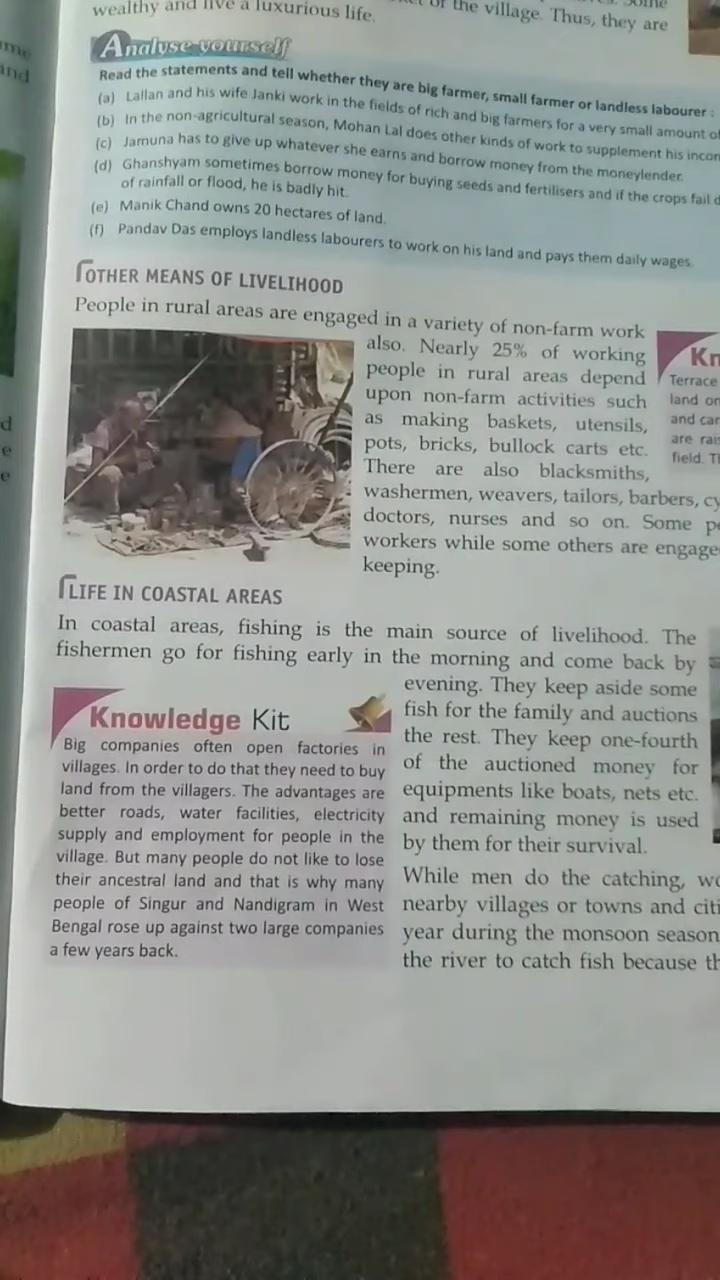 wealthy and live a luxurious life.
of the village. Thus, they are
Analyse yourself
Read the statements and tell whether they are big farmer, small farmer or landless labourer :
(a) Lallan and his wife Janki work in the fields of rich and big farmers for a very small amount of
(b) In the non-agricultural season, Mohan Lal does other kinds of work to supplement his
(c) Jamuna has to give up whatever she earns and borrow money from the moneylender.
(d) Ghanshyam sometimes borrow money for buying seeds and fertilisers and if the crops fail
of rainfall or flood, he is badly hit.
(e) Manik Chand owns 20 hectares of land.
(f) Pandav Das employs landless labourers to work on his land and pays them daily wages.
OTHER MEANS OF LIVELIHOOD
People in rural areas are engaged in a variety of non-farm work
also. Nearly 25% of working
people in rural areas depend
upon non-farm activities such
as making baskets, utensils,
pots, bricks, bullock carts etc.
There are also blacksmiths,
washermen, weavers, tailors, barbers,
doctors, nurses and so on. Some
workers while some others are
keeping.
Terrace
land
and
are
field.
LIFE IN COASTAL AREAS
In coastal areas, fishing is the main source of livelihood. The
fishermen go for fishing early in the morning and come back by
evening. They keep aside some
fish for the family and auctions
the rest. They keep one-fourth
of the auctioned money for
equipments like boats, nets etc.
and remaining money is used
by them for their survival.
While men do the catching,
nearby villages or towns and
year during the monsoon season
the river to catch fish because
Knowledge Kit
Big companies often open factories in
villages. In order to do that they need to buy
land from the villagers. The advantages are
better roads, water facilities, electricity
supply and employment for people in the
village. But many people do not like to lose
their ancestral land and that is why many
people of Singur and Nandigram in West
Bengal rose up against two large companies
a few years back.